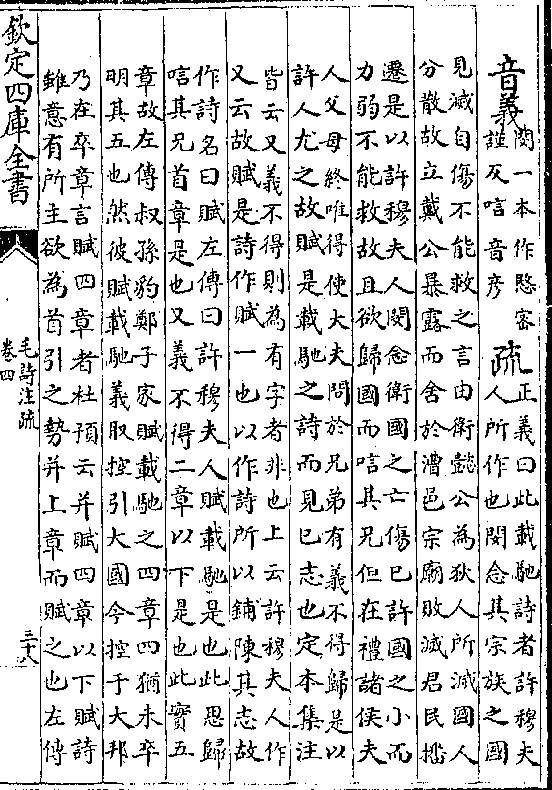 音義
閔一本作愍密
謹反唁音彥
疏
正義曰此載馳詩者許穆夫
人所作也閔念其宗族之國
見滅自傷不能救之言由衛懿公為狄人所滅國人
分散故立戴公暴露而舍於漕邑宗廟敗滅君民播
遷是以許穆夫人閔念衛國之亡傷已許國之小而
力弱不能救故且欲歸國而唁其兄但在禮諸侯夫
人父母終唯得使大夫問於兄弟有義不得歸是以
許人尤之故賦是載馳之詩而見已志也定本集注
皆云又義不得則為有字者非也上云許穆夫人作
又云故賦是詩作賦一也以作詩所以鋪陳其志故
作詩名曰賦左傳曰許穆夫人賦載馳是也此思歸
唁其兄首章是也又義不得二章以下是也此實五
章故左傳叔孫豹鄭子家賦載馳之四章四猶未卒
明其五也然彼賦載馳義取控引大國今控于大邦
乃在卒章言賦四章者杜預云并賦四章以下賦詩
雖意有所主欲為首引之勢并上章而賦之也左傳
欽定四庫全書
毛詩注疏
卷四
三十八